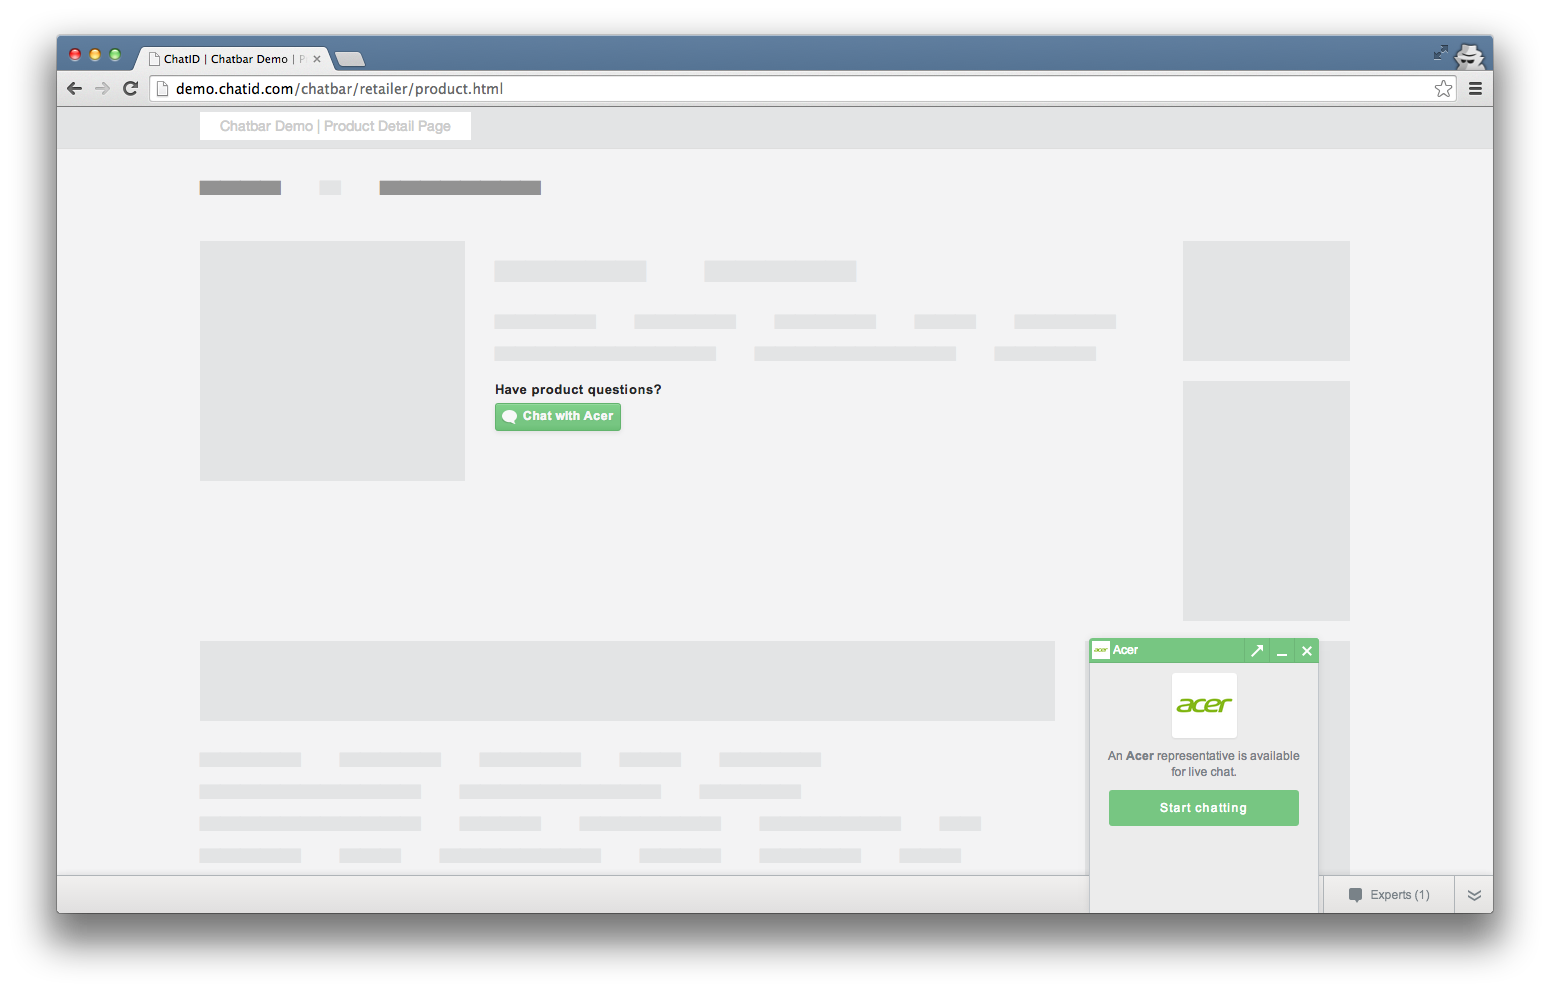 ChatID | Chatbar Demo | P
demo.chatid.com/chatbar/retailer/product.html
Chatbar Demo | Product Detail Page
Have product questions?
Chat with Acer
acer Acer
acer
An Acer representative is available
for live chat.
Start chatting
Experts (1)